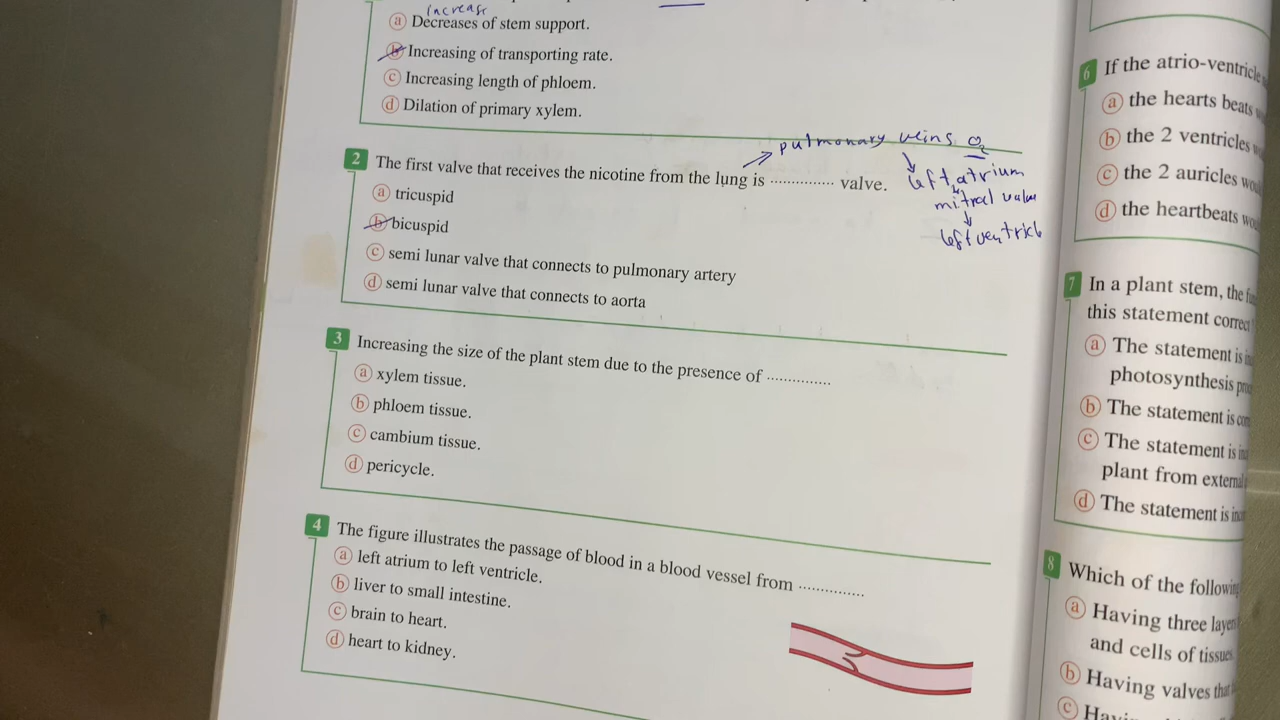 increase
a Decreases of stem support.
b Increasing of transporting rate.
c Increasing length of phloem.
d Dilation of primary xylem.
pulmonary veins O2
2 The first valve that receives the nicotine from the lung is .............. valve.
left atrium
mitral valve
left ventricle
a tricuspid
b bicuspid
c semi lunar valve that connects to pulmonary artery
d semi lunar valve that connects to aorta
3 Increasing the size of the plant stem due to the presence of ..............
a xylem tissue.
b phloem tissue.
c cambium tissue.
d pericycle.
4 The figure illustrates the passage of blood in a blood vessel from ..............
a left atrium to left ventricle.
b liver to small intestine.
c brain to heart.
d heart to kidney.
6 If the atrio-ventricle
a the hearts beats
b the 2 ventricles
c the 2 auricles
d the heartbeats
7 In a plant stem, the
this statement correct
a The statement is
photosynthesis
b The statement is
c The statement is
plant from external
d The statement is
8 Which of the following
a Having three layers
and cells of tissues
b Having valves that
c